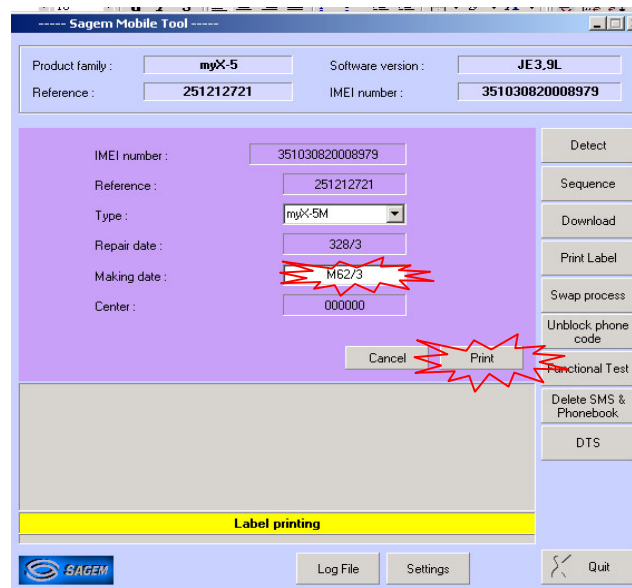 ----- Sagem Mobile Tool -----
Product family : myX-5 Software version : JE3,9L
Reference : 251212721 IMEI number : 351030820008979
IMEI number : 351030820008979
Reference : 251212721
Type : myX-5M
Repair date : 328/3
Making date : M62/3
Center : 000000
Cancel Print
Detect
Sequence
Download
Print Label
Swap process
Unblock phone
code
Functional Test
Delete SMS &
Phonebook
DTS
Label printing
SAGEM Log File Settings Quit